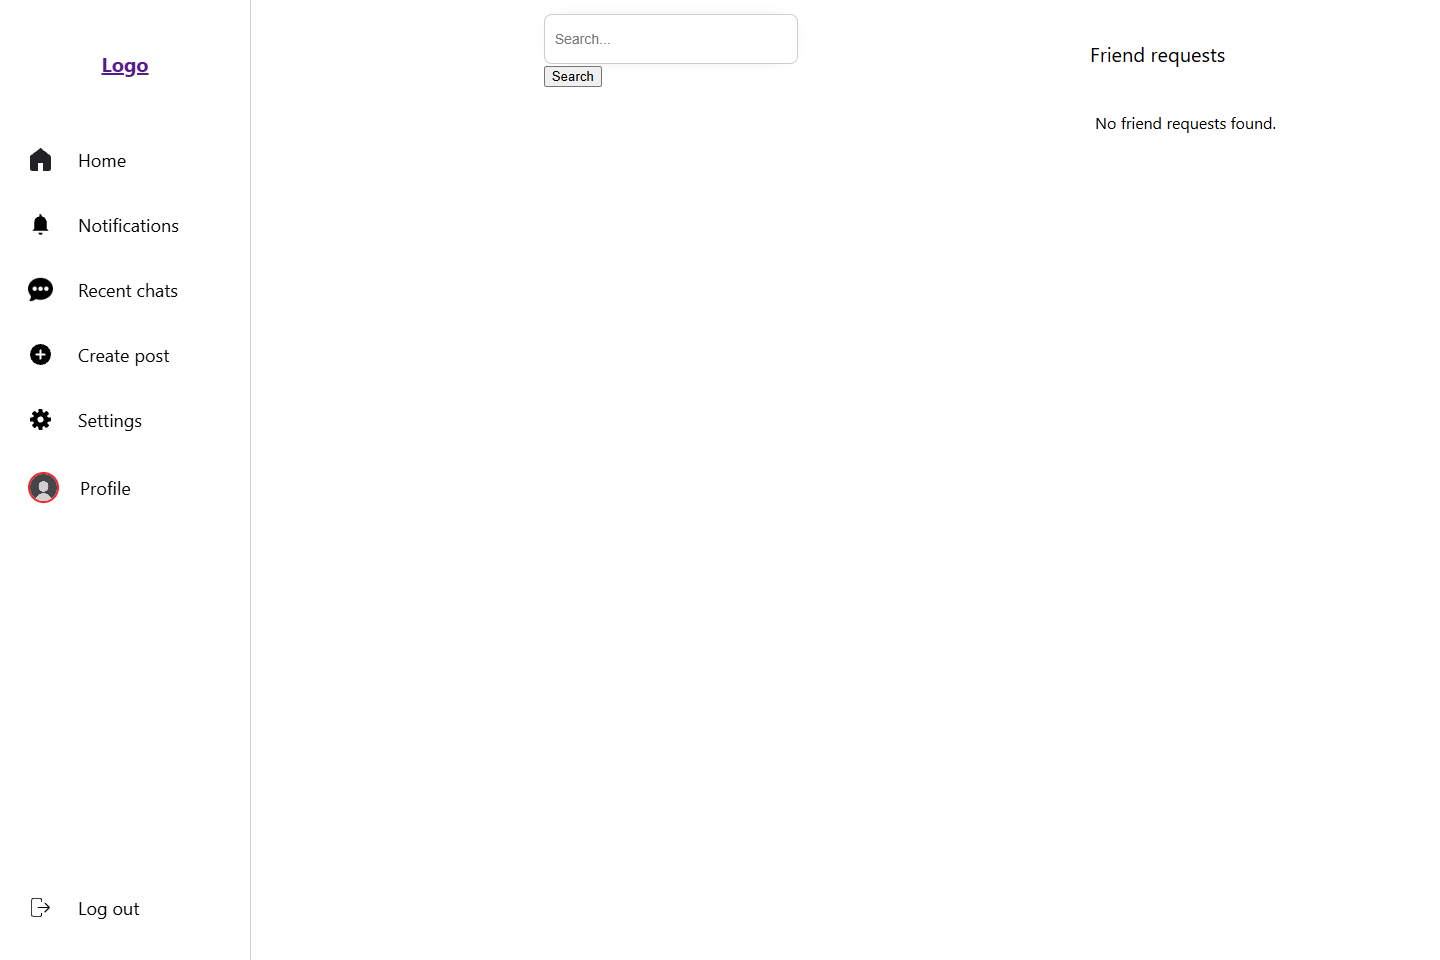 Logo
Home
Notifications
Recent chats
Create post
Settings
Profile
Log out
Search...
Search
Friend requests
No friend requests found.